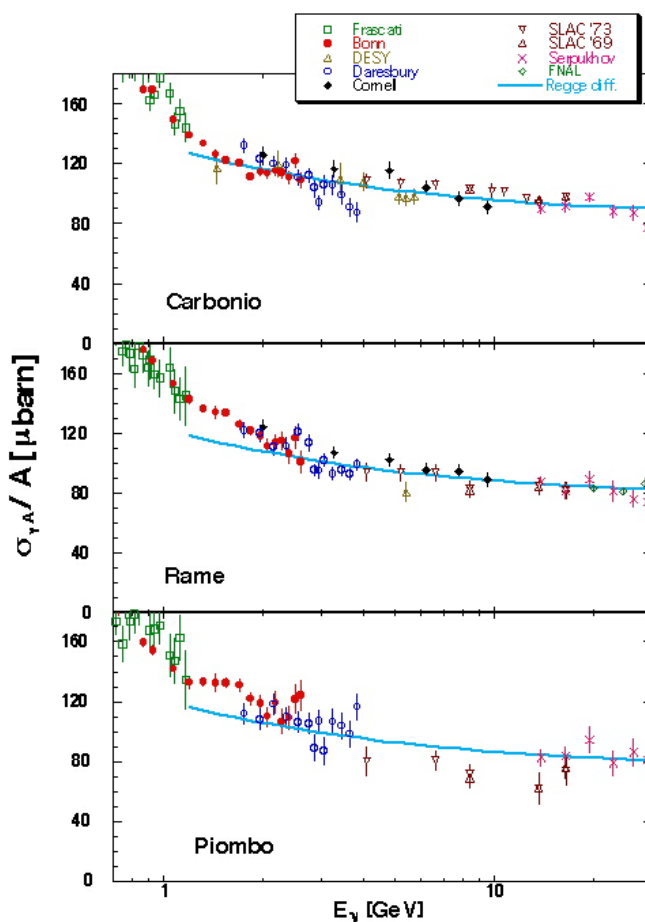 Frascati
Bonn
DESY
Daresbury
Cornell
SLAC '73
SLAC '69
Serpukhov
FNAL
Regge diff.
160
120
80
40
0
Carbonio
160
120
80
40
0
Rame
160
120
80
40
0
Piombo
σγA/A [μbarn]
1
10
Eγ [GeV]